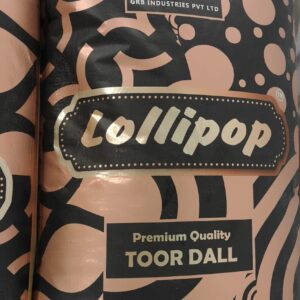 GRB INDUSTRIES PVT LTD
Lollipop
Premium Quality
TOOR DALL